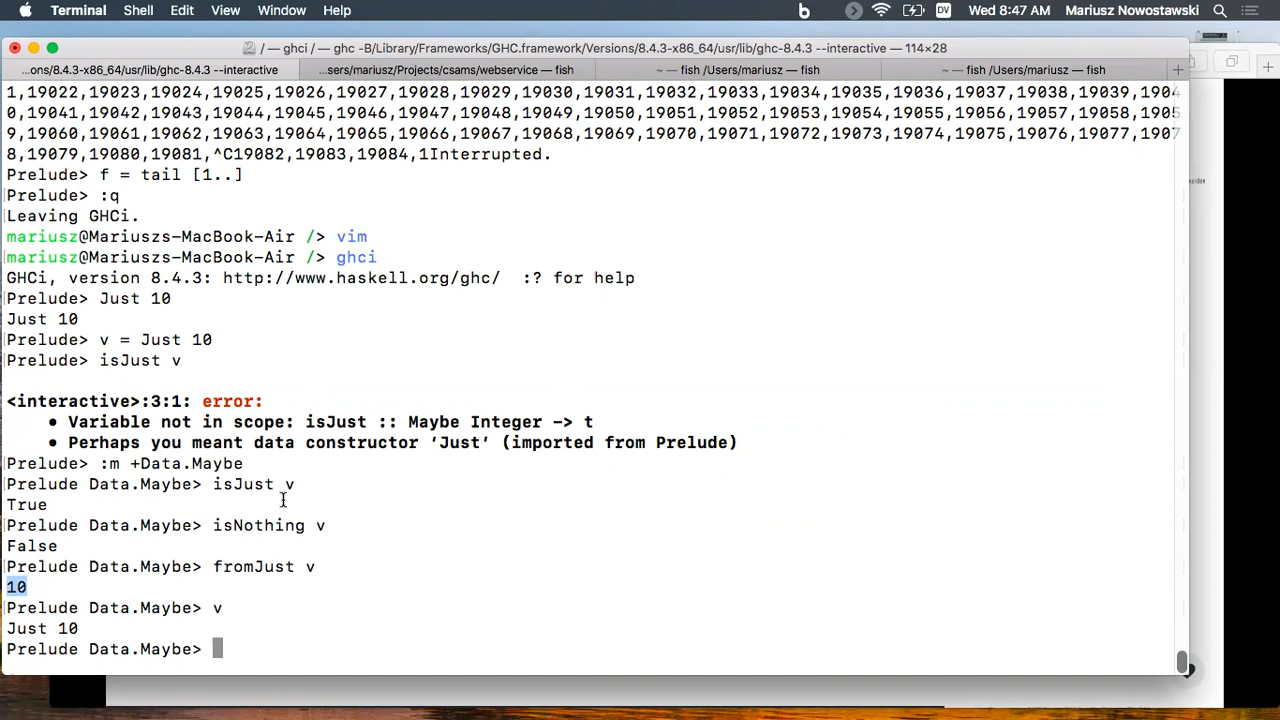 Terminal Shell Edit View Window Help DV Wed 8:47 AM Mariusz Nowostawski
/ — ghci / — ghc -B/Library/Frameworks/GHC.framework/Versions/8.4.3-x86_64/usr/lib/ghc-8.4.3 --interactive — 114×28
...ons/8.4.3-x86_64/usr/lib/ghc-8.4.3 --interactive ...sers/mariusz/Projects/csams/webservice — fish ~ — fish /Users/mariusz — fish ~ — fish /Users/mariusz — fish +
1,19022,19023,19024,19025,19026,19027,19028,19029,19030,19031,19032,19033,19034,19035,19036,19037,19038,19039,1904
0,19041,19042,19043,19044,19045,19046,19047,19048,19049,19050,19051,19052,19053,19054,19055,19056,19057,19058,1905
9,19060,19061,19062,19063,19064,19065,19066,19067,19068,19069,19070,19071,19072,19073,19074,19075,19076,19077,1907
8,19079,19080,19081,^C19082,19083,19084,1Interrupted.
Prelude> f = tail [1..]
Prelude> :q
Leaving GHCi.
mariusz@Mariuszs-MacBook-Air /> vim
mariusz@Mariuszs-MacBook-Air /> ghci
GHCi, version 8.4.3: http://www.haskell.org/ghc/  :? for help
Prelude> Just 10
Just 10
Prelude> v = Just 10
Prelude> isJust v
<interactive>:3:1: error:
• Variable not in scope: isJust :: Maybe Integer -> t
• Perhaps you meant data constructor ‘Just’ (imported from Prelude)
Prelude> :m +Data.Maybe
Prelude Data.Maybe> isJust v
True
Prelude Data.Maybe> isNothing v
False
Prelude Data.Maybe> fromJust v
10
Prelude Data.Maybe> v
Just 10
Prelude Data.Maybe>